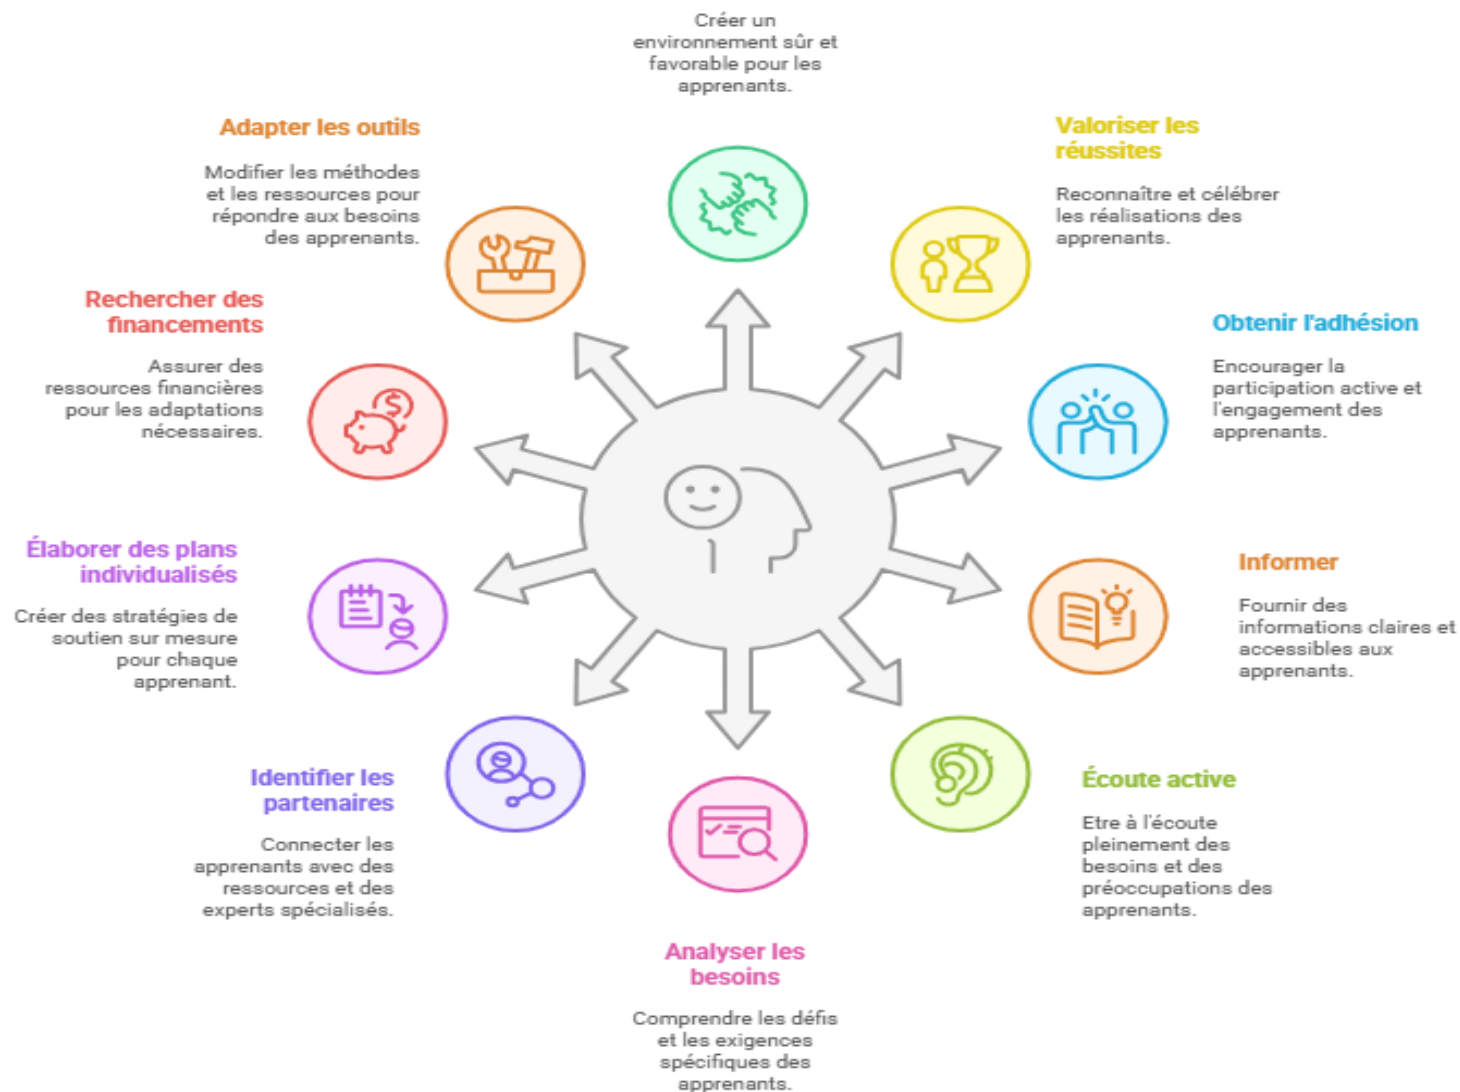 Créer un
environnement sûr et
favorable pour les
apprenants.
Adapter les outils
Modifier les méthodes
et les ressources pour
répondre aux besoins
des apprenants.
Valoriser les
réussites
Reconnaître et célébrer
les réalisations des
apprenants.
Rechercher des
financements
Assurer des
ressources financières
pour les adaptations
nécessaires.
Obtenir l'adhésion
Encourager la
participation active et
l'engagement des
apprenants.
Élaborer des plans
individualisés
Créer des stratégies de
soutien sur mesure
pour chaque
apprenant.
Informer
Fournir des
informations claires et
accessibles aux
apprenants.
Identifier les
partenaires
Connecter les
apprenants avec des
ressources et des
experts spécialisés.
Écoute active
Etre à l'écoute
pleinement des
besoins et des
préoccupations des
apprenants.
Analyser les
besoins
Comprendre les défis
et les exigences
spécifiques des
apprenants.